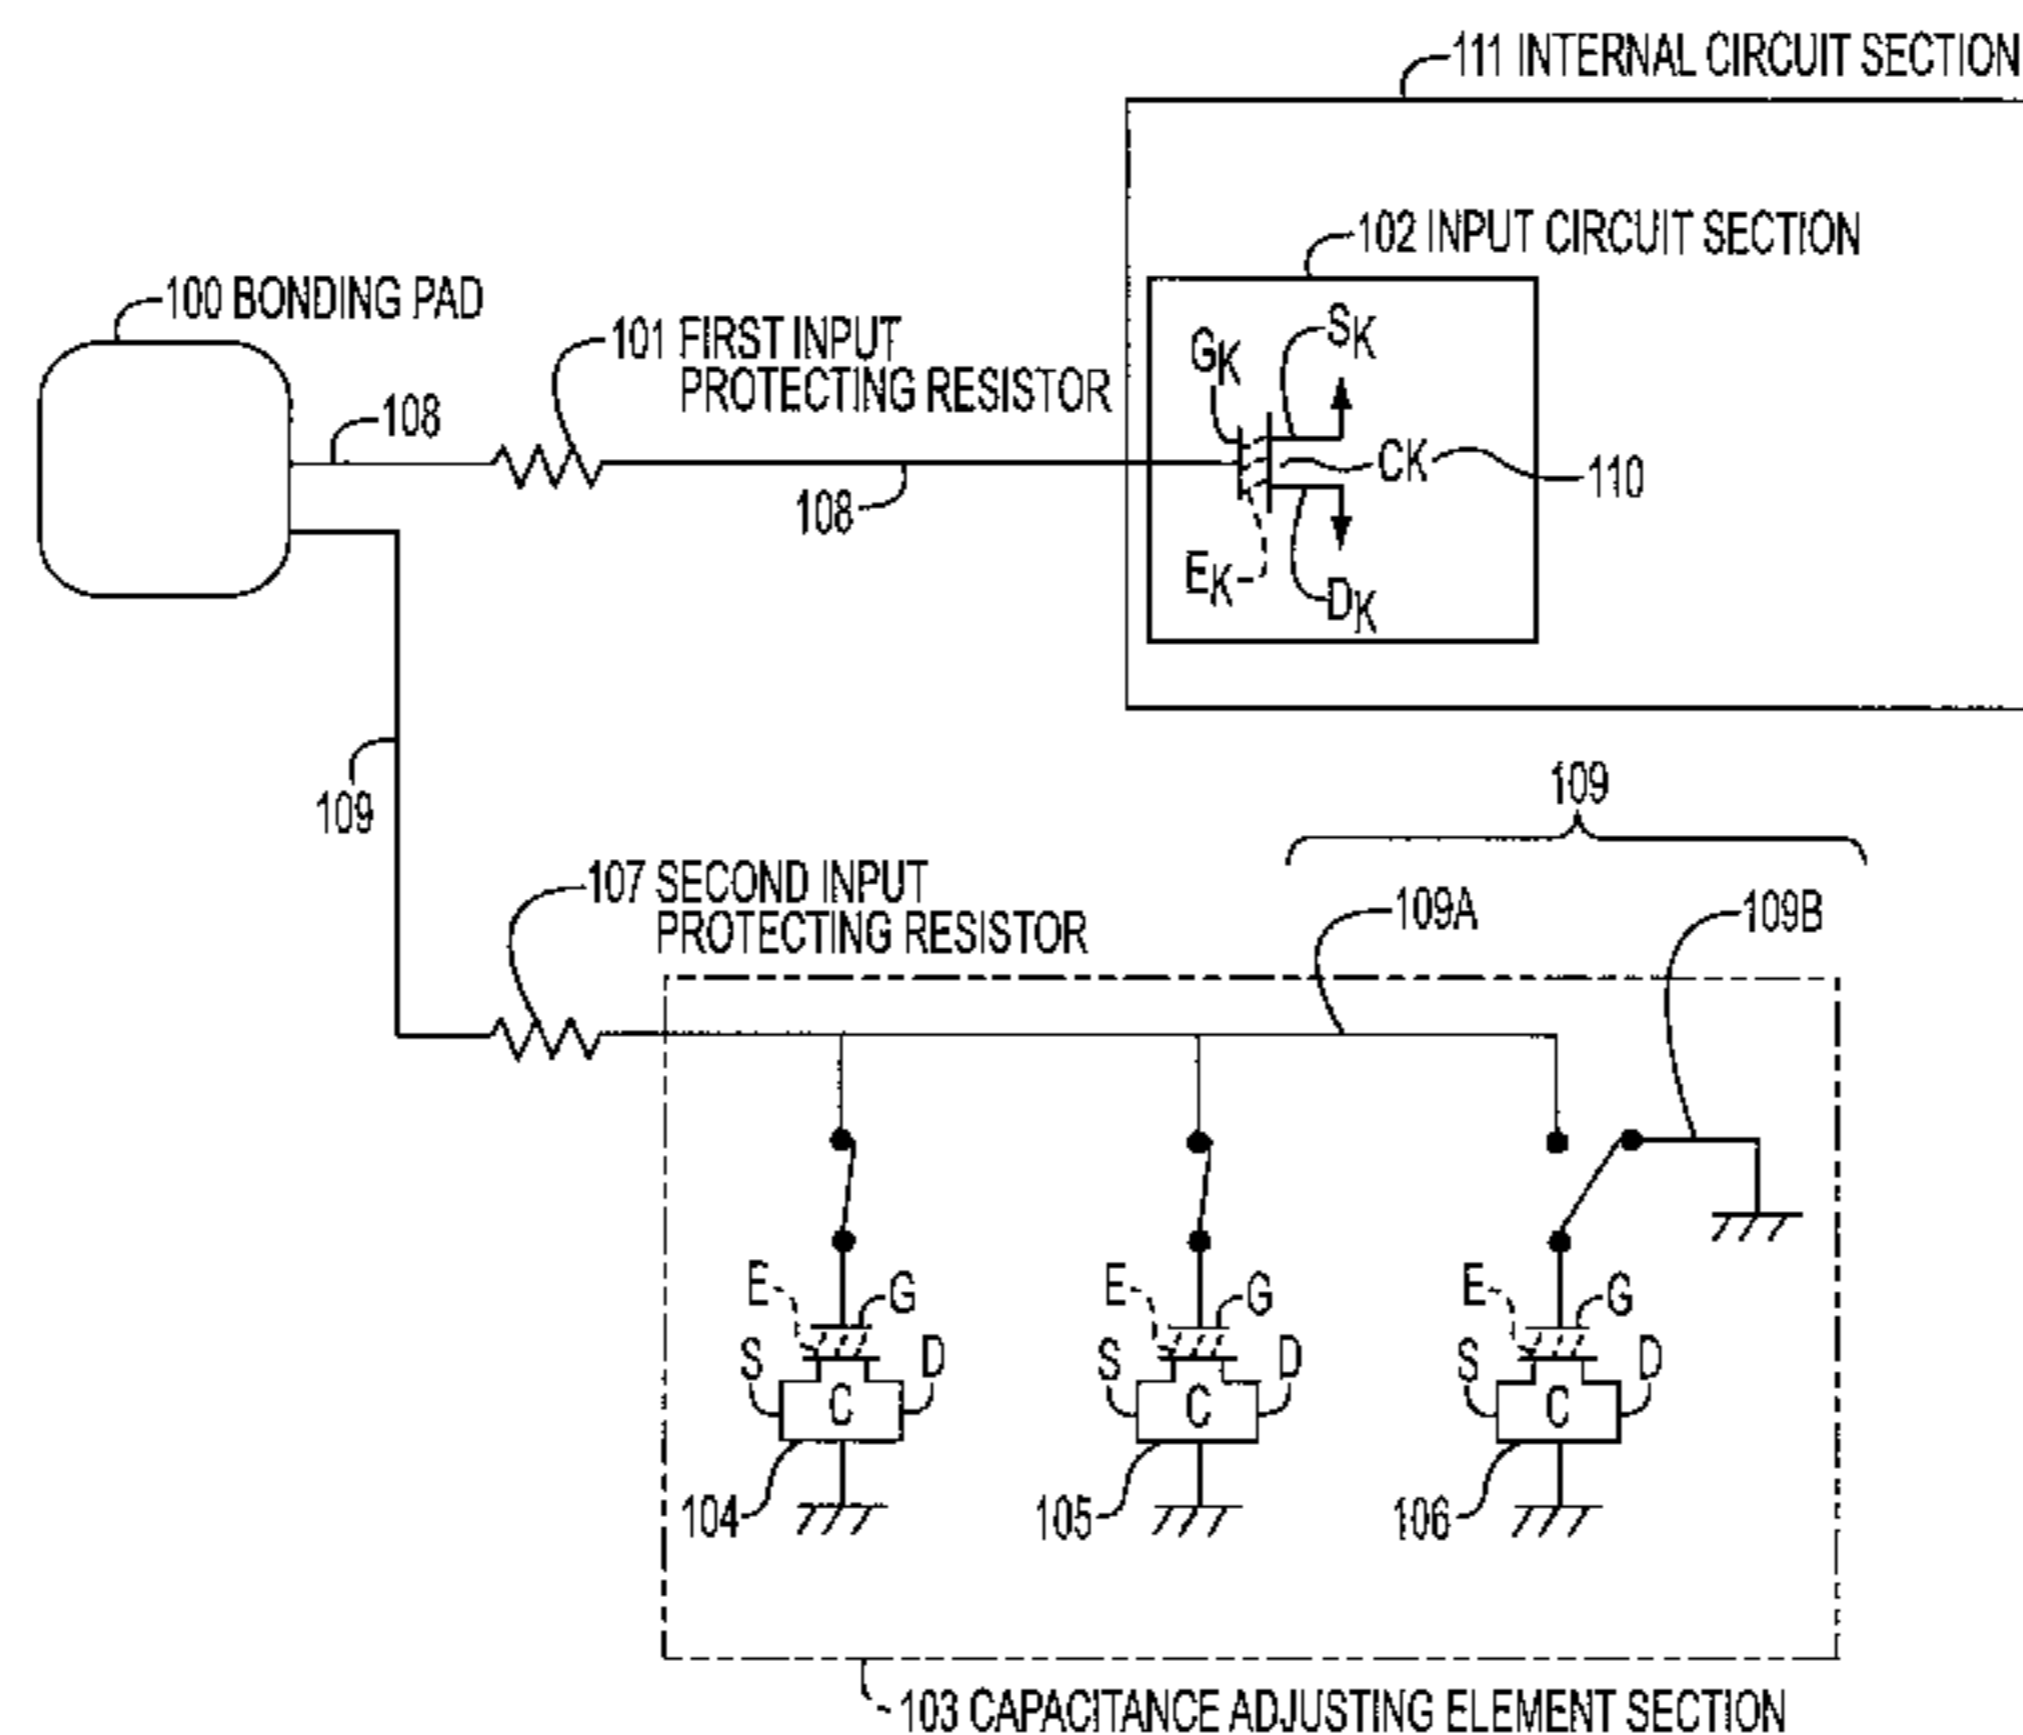 111 INTERNAL CIRCUIT SECTION
102 INPUT CIRCUIT SECTION
100 BONDING PAD
101 FIRST INPUT
PROTECTING RESISTOR
GK
SK
108
CK
110
108
EK
DK
109
109
107 SECOND INPUT
PROTECTING RESISTOR
109A
109B
E
G
E
G
E
G
S
D
S
D
S
D
C
C
C
104
105
106
103 CAPACITANCE ADJUSTING ELEMENT SECTION